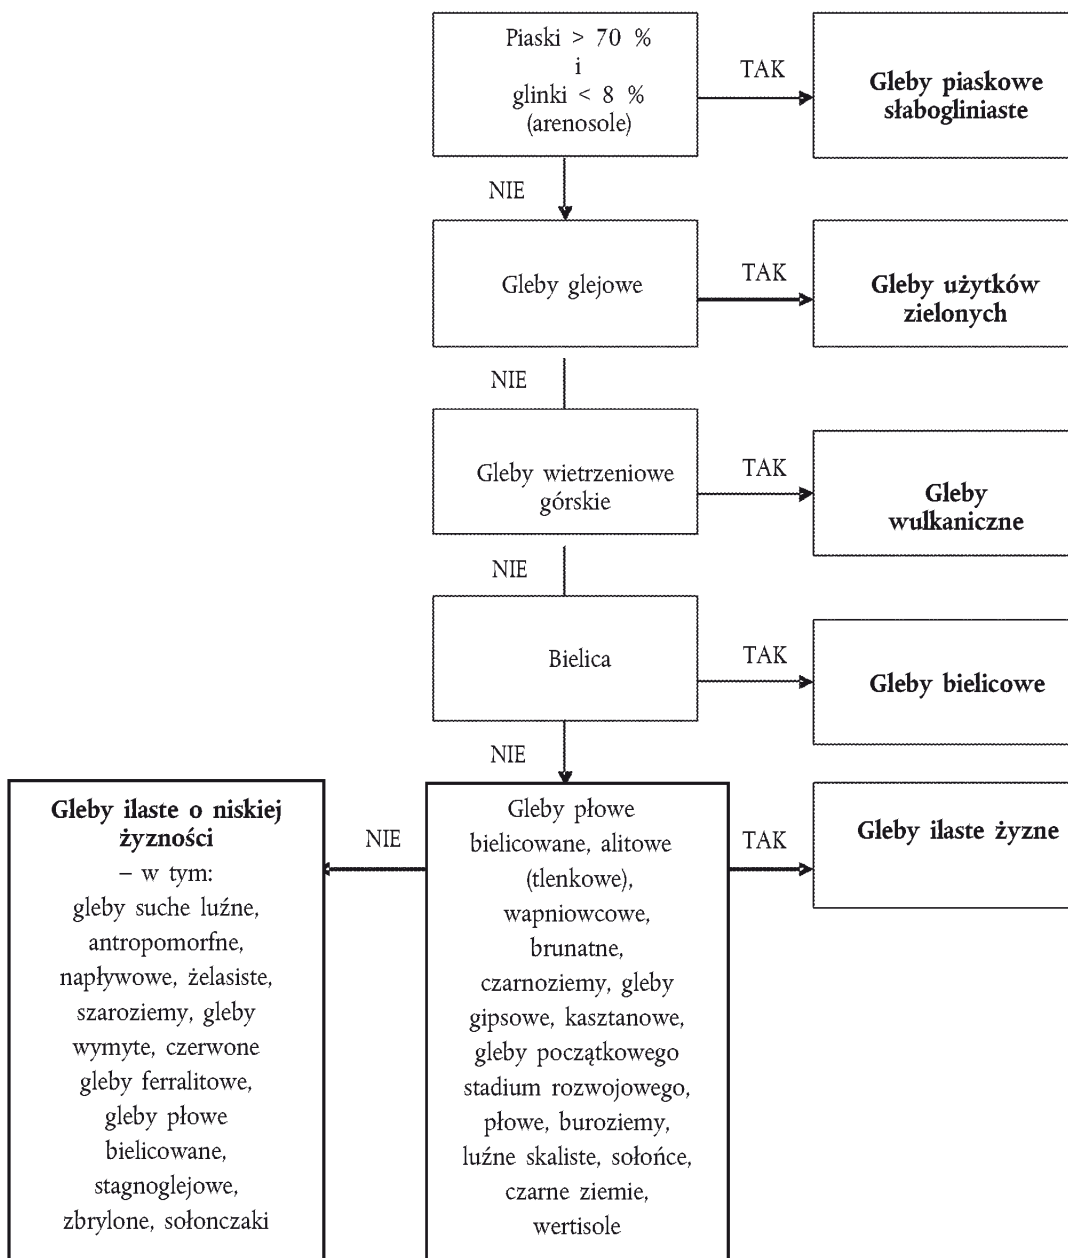 Piaski > 70 %
i
glinki < 8 %
(arenosole)
TAK
Gleby piaskowe
słabogliniaste
NIE
Gleby glejowe
TAK
Gleby użytków
zielonych
NIE
Gleby wietrzeniowe
górskie
TAK
Gleby
wulkaniczne
NIE
Bielica
TAK
Gleby bielicowe
NIE
Gleby ilaste o niskiej
żyzności
– w tym:
gleby suche luźne,
antropomorfne,
napływowe, żelasiste,
szaroziemy, gleby
wymyte, czerwone
gleby ferralitowe,
gleby płowe
bielicowane,
stagnoglejowe,
zbrylone, sołonczaki
NIE
Gleby płowe
bielicowane, alitowe
(tlenkowe),
wapniowcowe,
brunatne,
czarnoziemy, gleby
gipsowe, kasztanowe,
gleby początkowego
stadium rozwojowego,
płowe, buroziemy,
luźne skaliste, sołońce,
czarne ziemie,
wertisole
TAK
Gleby ilaste żyzne